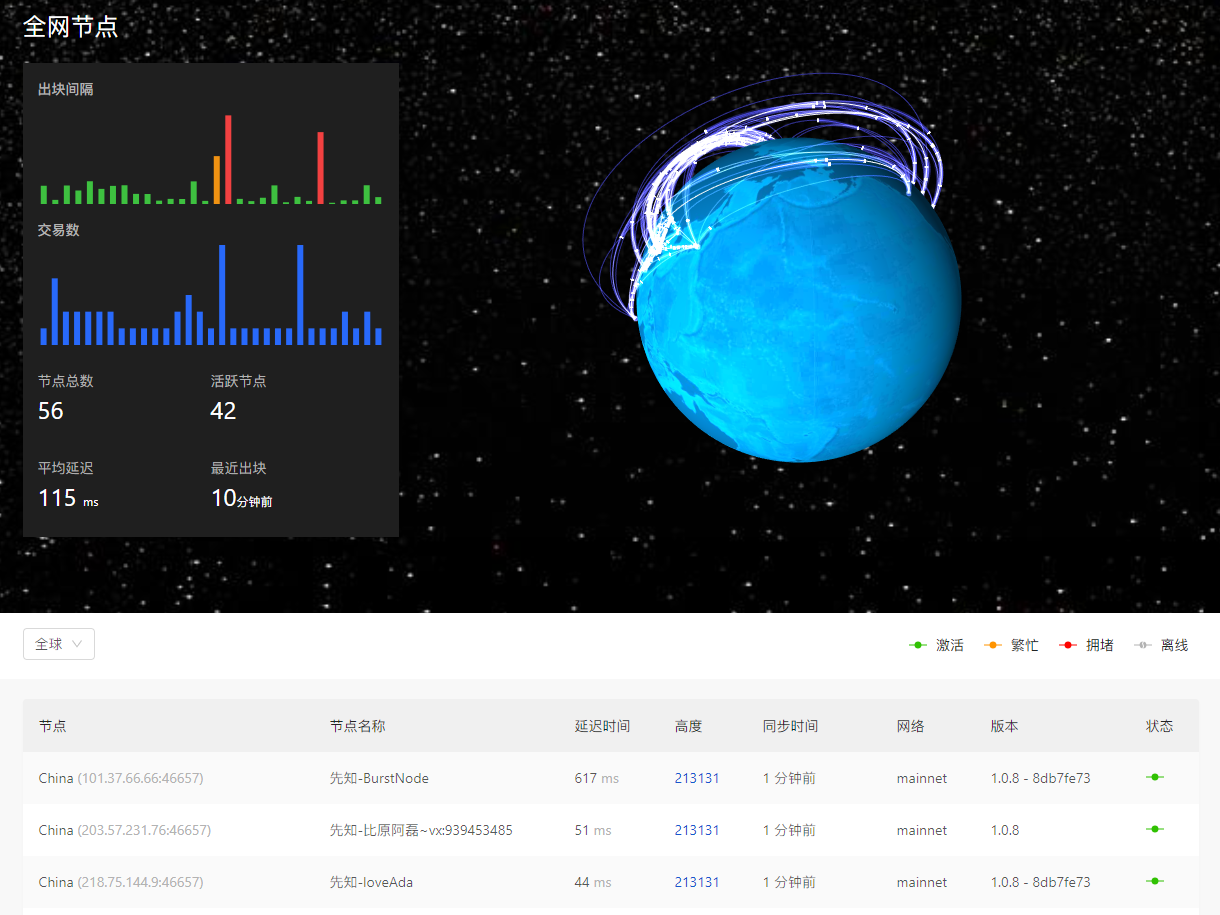 全网节点
出块间隔
交易数
节点总数 活跃节点
56 42
平均延迟 最近出块
115 ms 10分钟前
全球 激活 繁忙 拥堵 离线
节点 节点名称 延迟时间 高度 同步时间 网络 版本 状态
China (101.37.66.66:46657) 先知-BurstNode 617 ms 213131 1 分钟前 mainnet 1.0.8 - 8db7fe73
China (203.57.231.76:46657) 先知-比原阿磊~vx:939453485 51 ms 213131 1 分钟前 mainnet 1.0.8
China (218.75.144.9:46657) 先知-loveAda 44 ms 213131 1 分钟前 mainnet 1.0.8 - 8db7fe73